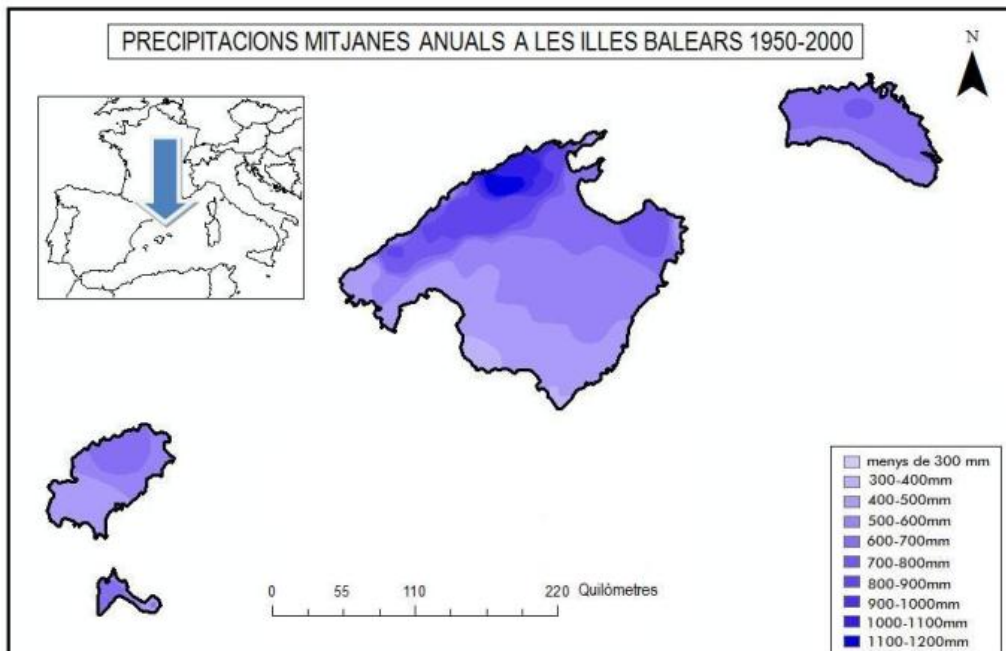 PRECIPITACIONS MITJANES ANUALS A LES ILLES BALEARS 1950-2000
N
menys de 300 mm
300-400mm
400-500mm
500-600mm
600-700mm
700-800mm
800-900mm
900-1000mm
1000-1100mm
1100-1200mm
0 55 110 220 Quilòmetres